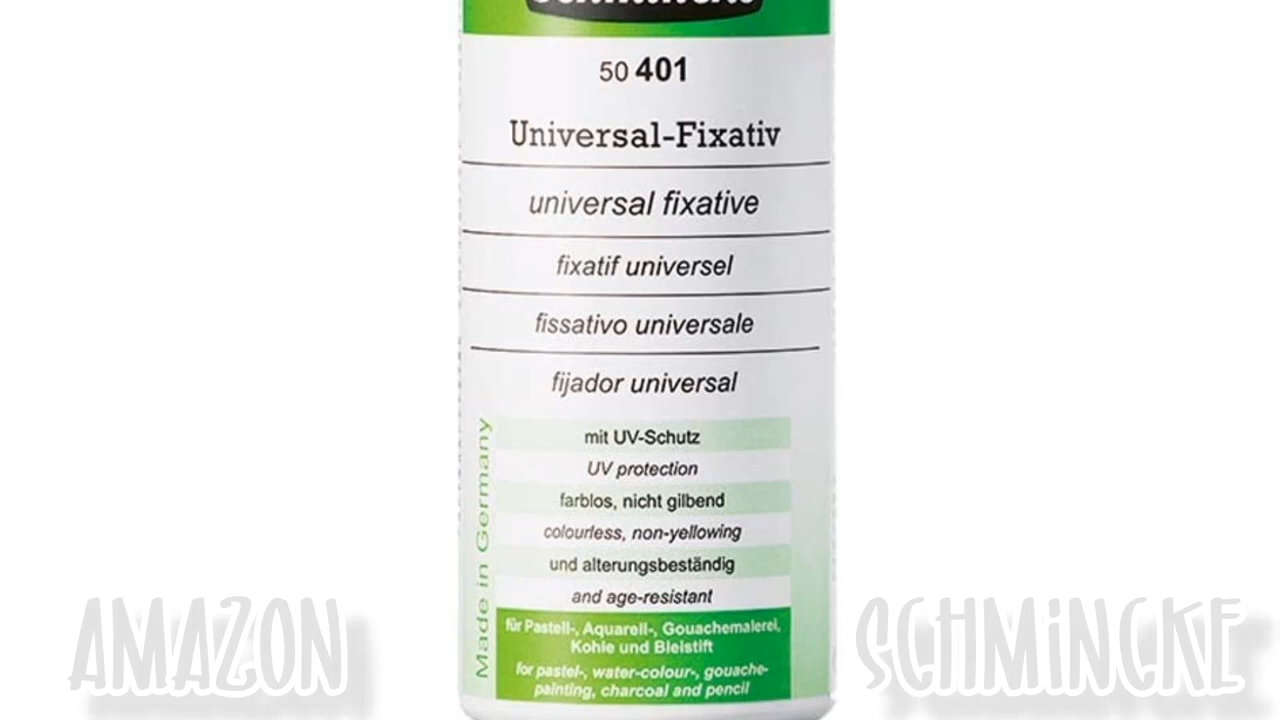 50 401
Universal-Fixativ
universal fixative
fixatif universel
fissativo universale
fijador universal
Made in Germany
mit UV-Schutz
UV protection
farblos, nicht gilbend
colourless, non-yellowing
und alterungsbeständig
and age-resistant
für Pastell-, Aquarell-, Gouachemalerei,
Kohle und Bleistift
for pastel-, water-colour-, gouache-
painting, charcoal and pencil
AMAZON
SCHMINCKE